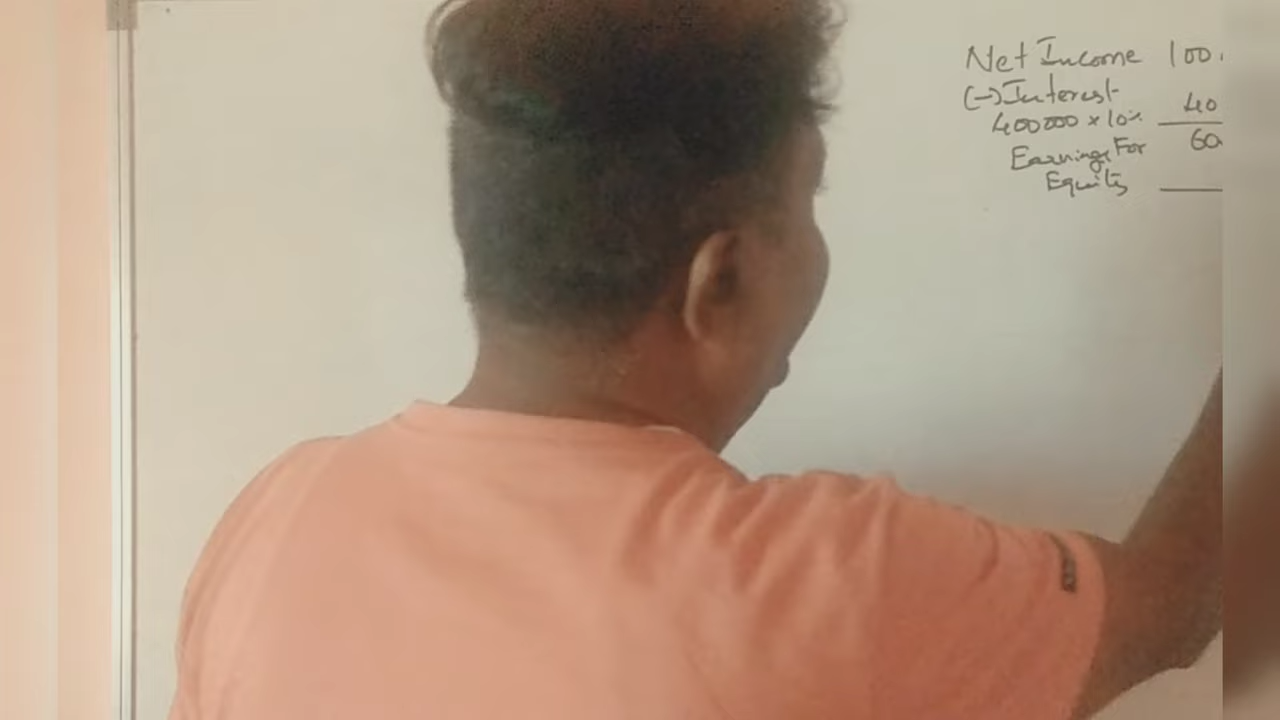 Net Income 100.
(-) Interest
400000 x 10% 40
Earnings For 60
Equity